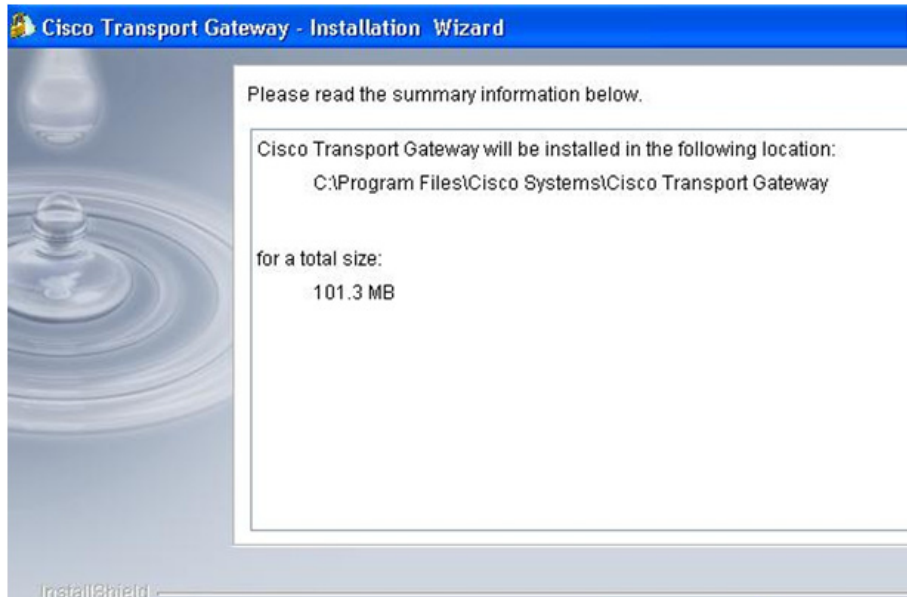 Cisco Transport Gateway - Installation Wizard
Please read the summary information below.
Cisco Transport Gateway will be installed in the following location:
C:\Program Files\Cisco Systems\Cisco Transport Gateway
for a total size:
101.3 MB
InstallShield